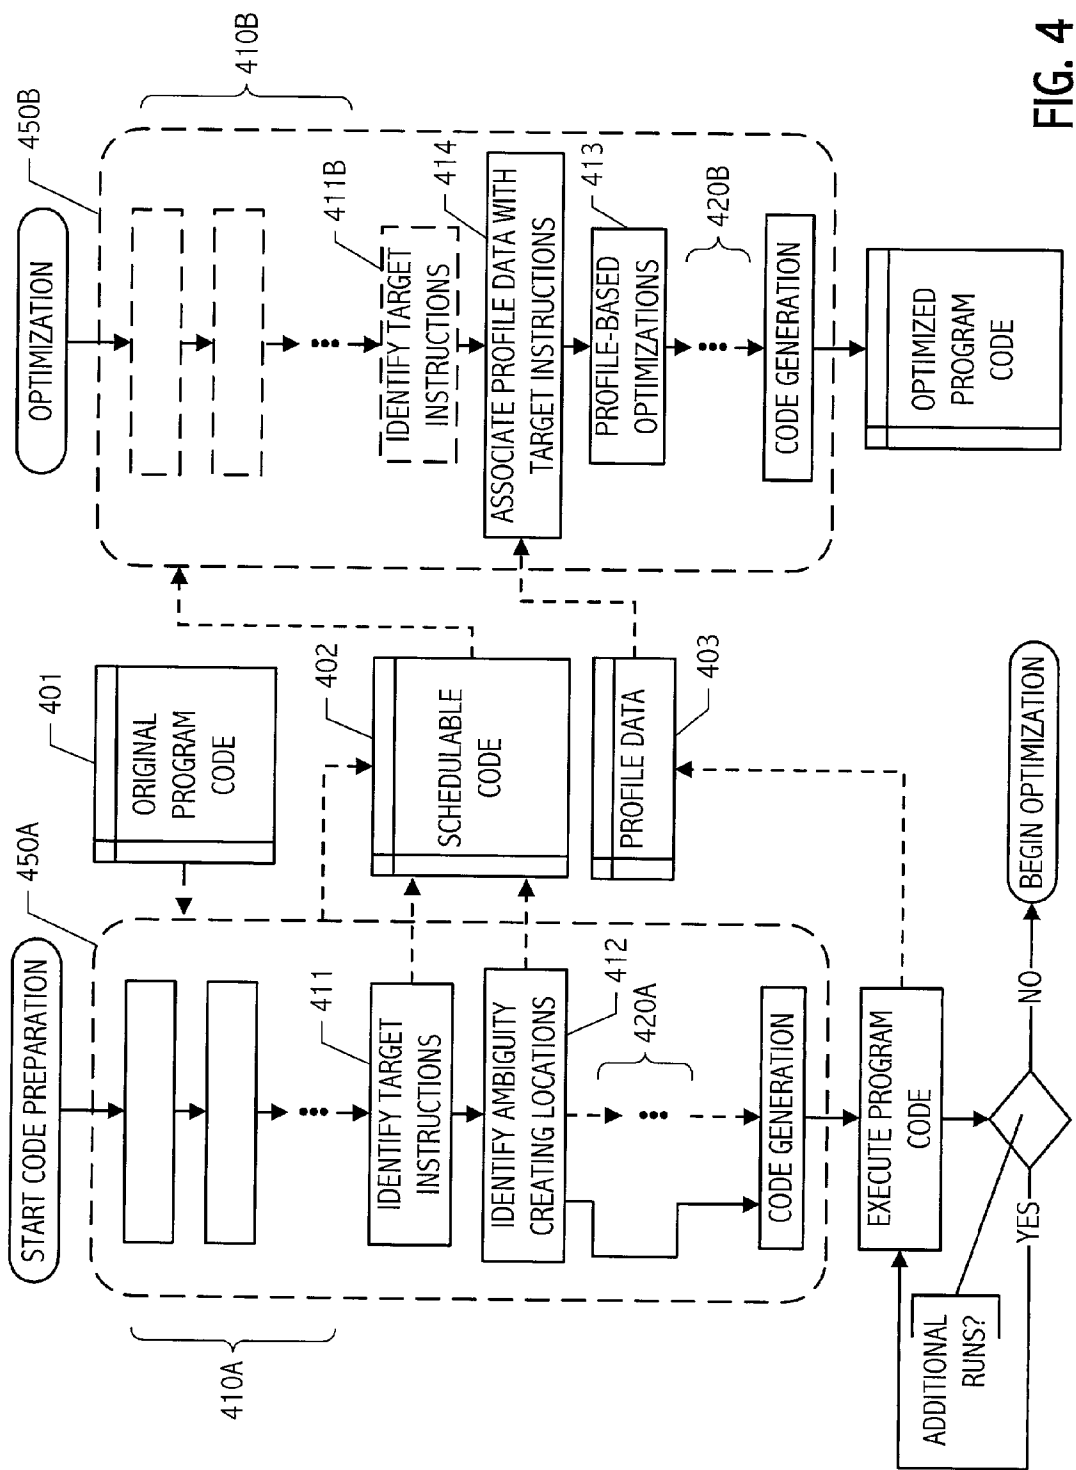 START CODE PREPARATION
450A
410A
411
IDENTIFY TARGET
INSTRUCTIONS
IDENTIFY AMBIGUITY
CREATING LOCATIONS
412
420A
CODE GENERATION
EXECUTE PROGRAM
CODE
ADDITIONAL
RUNS?
YES
NO
BEGIN OPTIMIZATION
401
ORIGINAL
PROGRAM
CODE
402
SCHEDULABLE
CODE
PROFILE DATA
403
OPTIMIZATION
450B
410B
411B
IDENTIFY TARGET
INSTRUCTIONS
414
ASSOCIATE PROFILE DATA WITH
TARGET INSTRUCTIONS
413
PROFILE-BASED
OPTIMIZATIONS
420B
CODE GENERATION
OPTIMIZED
PROGRAM
CODE
FIG. 4